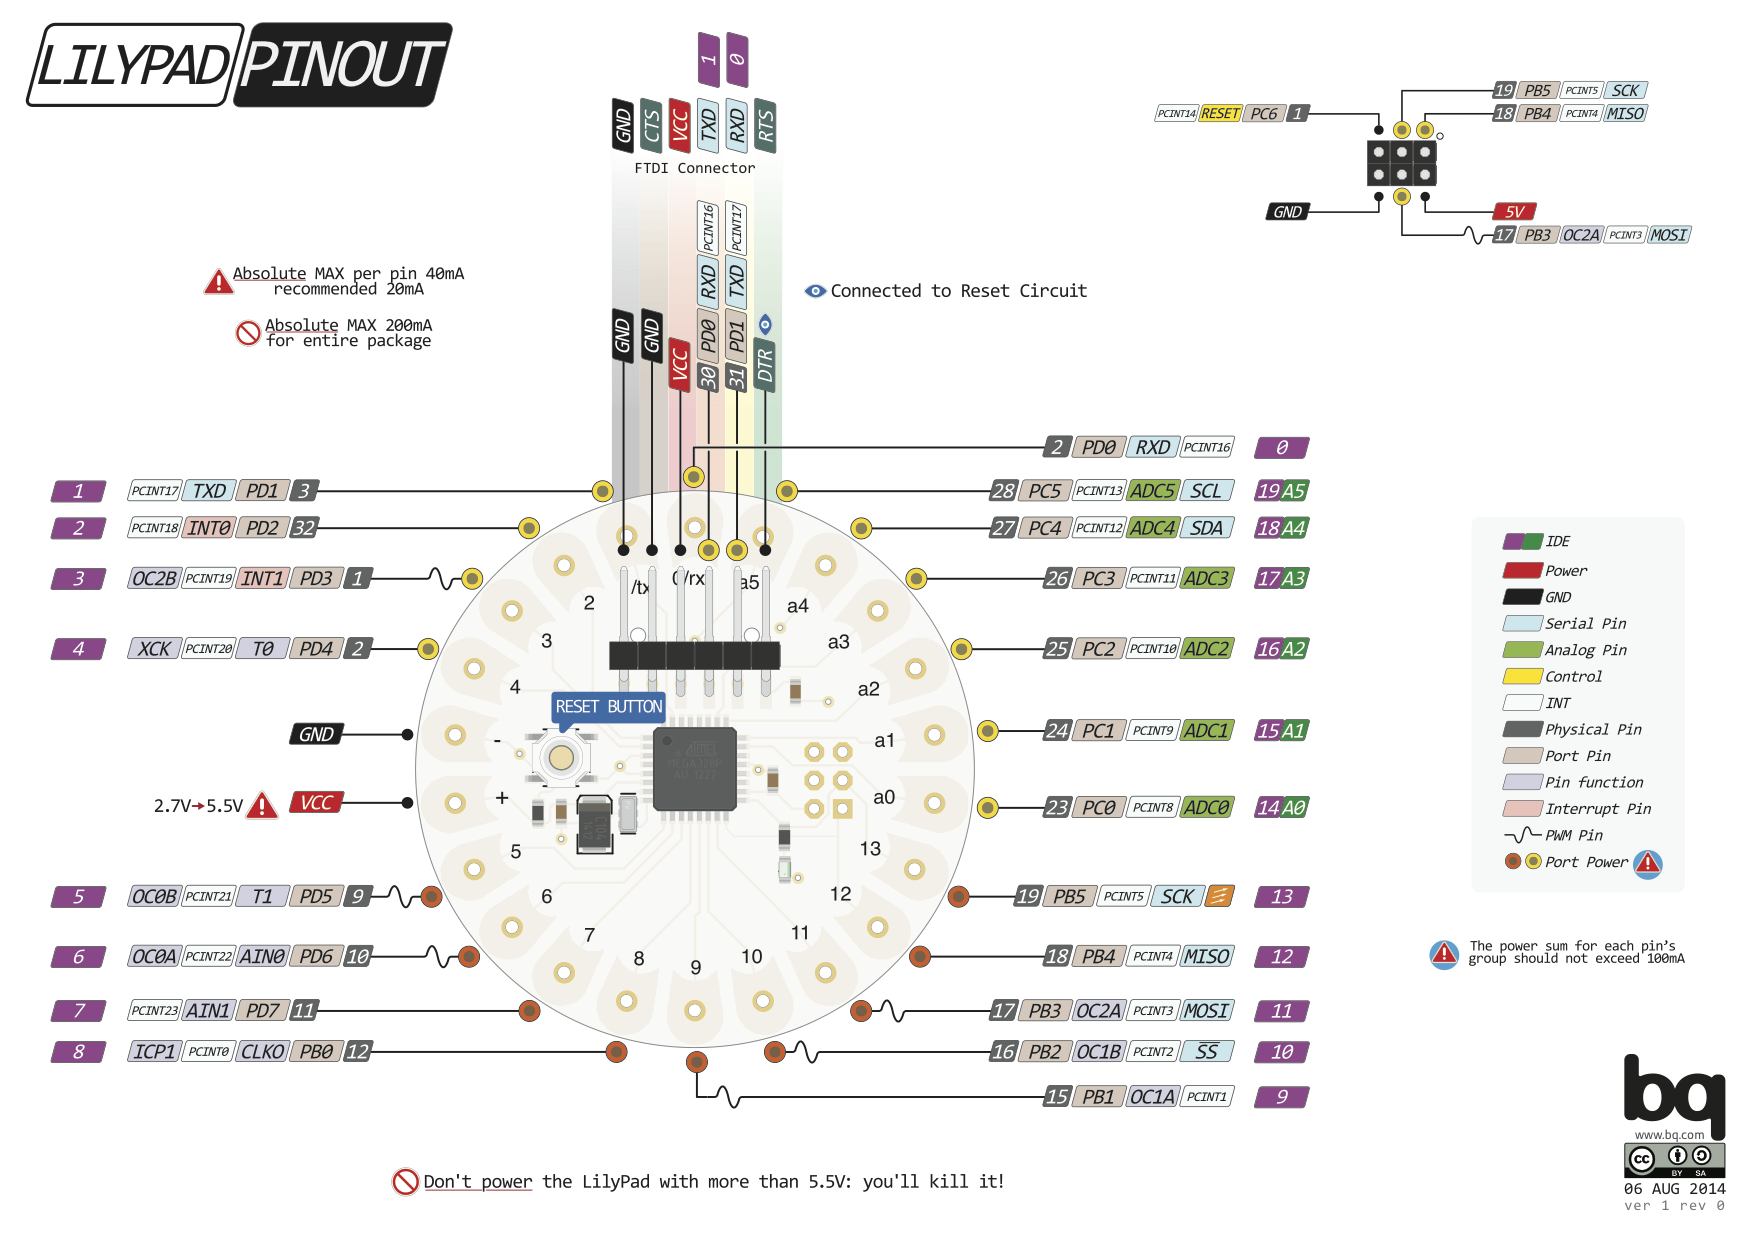 LILYPAD PINOUT
1 0
GND CTS VCC TXD RXD RTS
FTDI Connector
GND GND VCC
30 PD0 RXD PCINT16
31 PD1 TXD PCINT17
DTR
PCINT14 RESET PC6 1
19 PB5 PCINT5 SCK
18 PB4 PCINT4 MISO
GND
5V
17 PB3 OC2A PCINT3 MOSI
Absolute MAX per pin 40mA
recommended 20mA
Absolute MAX 200mA
for entire package
Connected to Reset Circuit
1 PCINT17 TXD PD1 3
2 PCINT18 INT0 PD2 32
3 OC2B PCINT19 INT1 PD3 1
4 XCK PCINT20 T0 PD4 2
GND
2.7V→5.5V VCC
5 OC0B PCINT21 T1 PD5 9
6 OC0A PCINT22 AIN0 PD6 10
7 PCINT23 AIN1 PD7 11
8 ICP1 PCINT0 CLKO PB0 12
2 PD0 RXD PCINT16 0
28 PC5 PCINT13 ADC5 SCL 19 A5
27 PC4 PCINT12 ADC4 SDA 18 A4
26 PC3 PCINT11 ADC3 17 A3
25 PC2 PCINT10 ADC2 16 A2
24 PC1 PCINT9 ADC1 15 A1
23 PC0 PCINT8 ADC0 14 A0
19 PB5 PCINT5 SCK 13
18 PB4 PCINT4 MISO 12
17 PB3 OC2A PCINT3 MOSI 11
16 PB2 OC1B PCINT2 SS 10
15 PB1 OC1A PCINT1 9
/tx 0/rx a5
2 a4
3 a3
4 a2
RESET BUTTON
- a1
+ a0
MEGA328P
AU 1222
5 13
6 12
7 11
8 9 10
IDE
Power
GND
Serial Pin
Analog Pin
Control
INT
Physical Pin
Port Pin
Pin function
Interrupt Pin
PWM Pin
Port Power
The power sum for each pin's
group should not exceed 100mA
Don't power the LilyPad with more than 5.5V: you'll kill it!
bq
www.bq.com
cc BY SA
06 AUG 2014
ver 1 rev 0